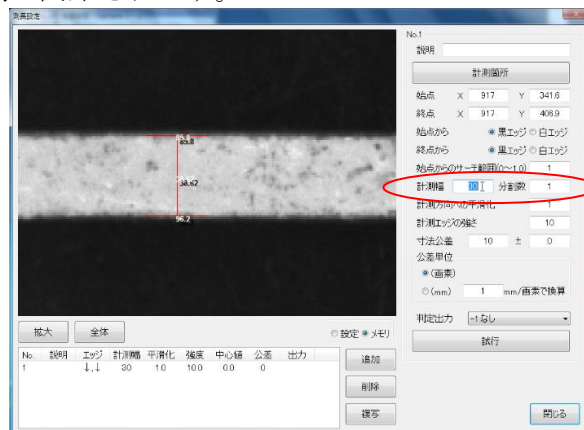 測長設定
No.1
説明
計測箇所
始点 X 917 Y 341.6
終点 X 917 Y 406.9
始点から 黒エッジ 白エッジ
終点から 黒エッジ 白エッジ
始点からのサーチ範囲(0~1.0) 1
計測幅 30 分割数 1
計測方向への平滑化 1
計測エッジの強さ 10
寸法公差 10 ± 0
公差単位
(画素)
(mm) 1 mm/画素で換算
判定出力 -1なし
試行
閉じる
85.8
38.62
96.2
拡大 全体 設定 メモリ
No. 説明 エッジ 計測幅 平滑化 強度 中心値 公差 出力
1 ↓,↓ 30 1.0 10.0 0.0 0
追加
削除
複写